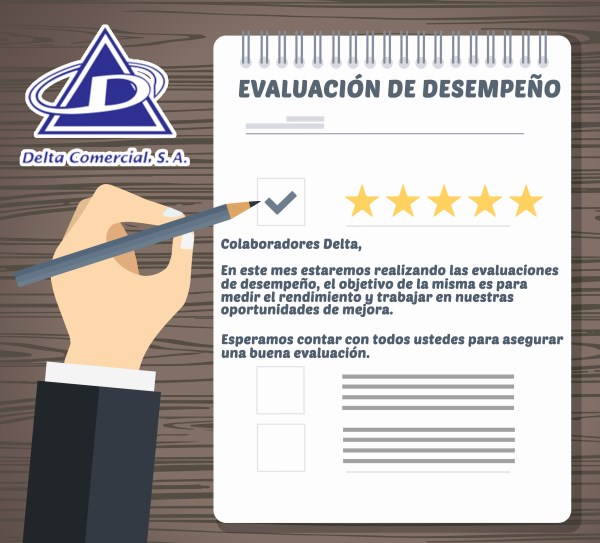 EVALUACIÓN DE DESEMPEÑO
D
Delta Comercial, S. A.
Colaboradores Delta,
En este mes estaremos realizando las evaluaciones
de desempeño, el objetivo de la misma es para
medir el rendimiento y trabajar en nuestras
oportunidades de mejora.
Esperamos contar con todos ustedes para asegurar
una buena evaluación.